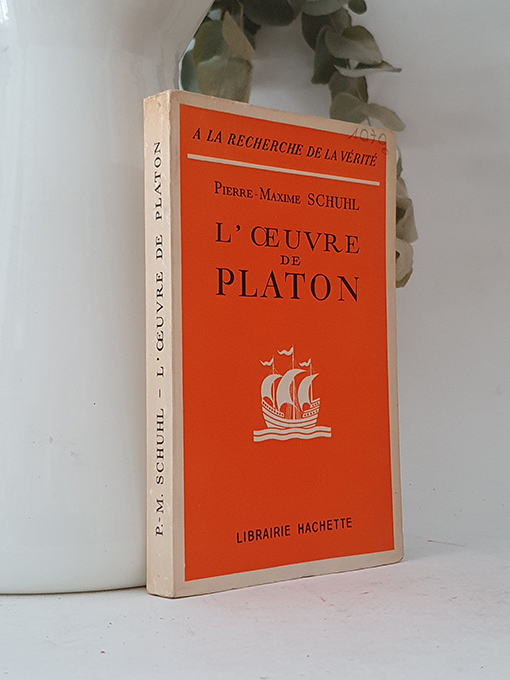 A LA RECHERCHE DE LA VÉRITÉ
PIERRE-MAXIME SCHUHL
L'ŒUVRE
DE
PLATON
LIBRAIRIE HACHETTE
P.-M. SCHUHL – L'ŒUVRE DE PLATON